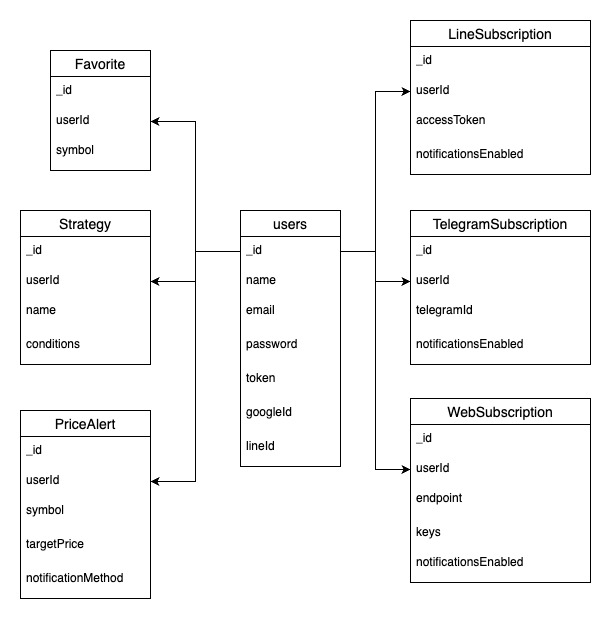 Favorite
_id
userId
symbol
Strategy
_id
userId
name
conditions
PriceAlert
_id
userId
symbol
targetPrice
notificationMethod
users
_id
name
email
password
token
googleId
lineId
LineSubscription
_id
userId
accessToken
notificationsEnabled
TelegramSubscription
_id
userId
telegramId
notificationsEnabled
WebSubscription
_id
userId
endpoint
keys
notificationsEnabled